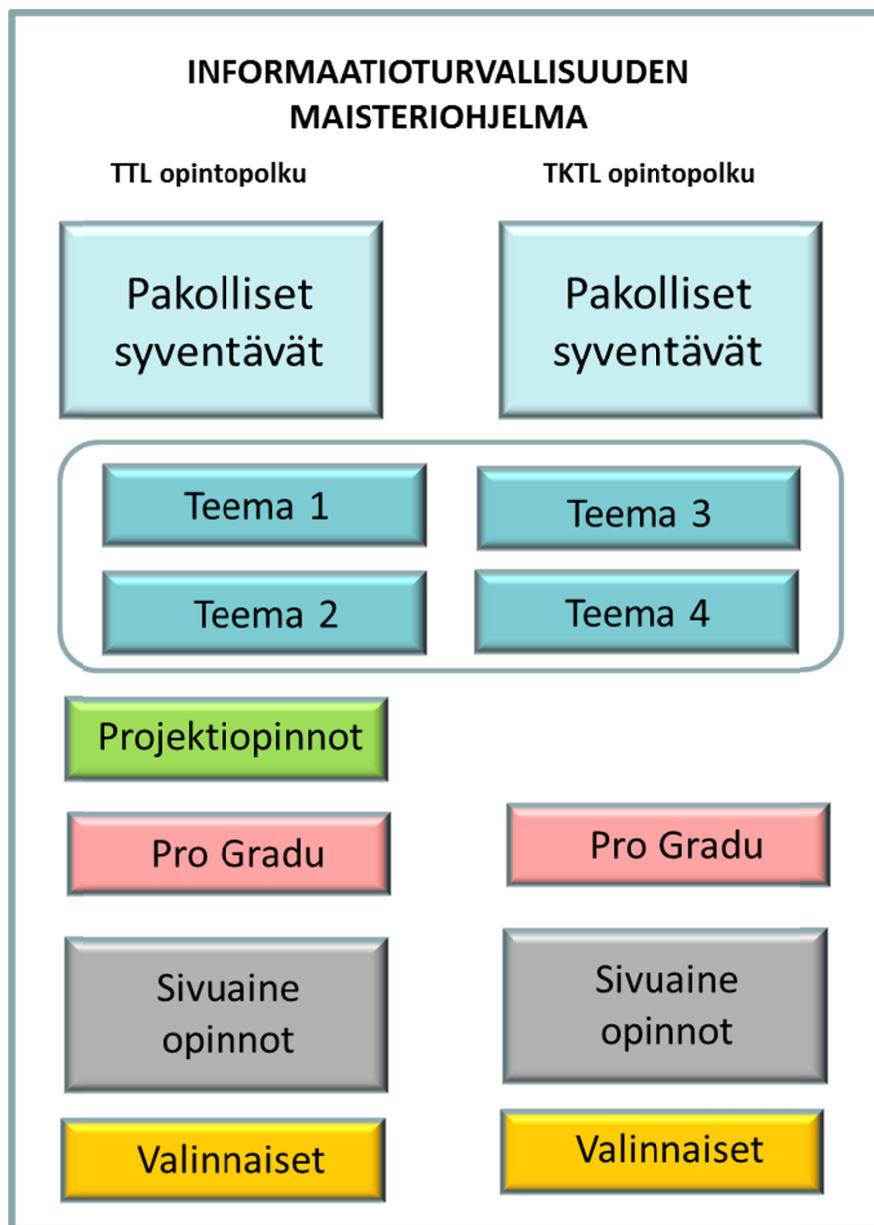 INFORMAATIOTURVALLISUUDEN
MAISTERIOHJELMA
TTL opintopolku
TKTL opintopolku
Pakolliset
syventävät
Pakolliset
syventävät
Teema 1
Teema 3
Teema 2
Teema 4
Projektiopinnot
Pro Gradu
Pro Gradu
Sivuaine
opinnot
Sivuaine
opinnot
Valinnaiset
Valinnaiset